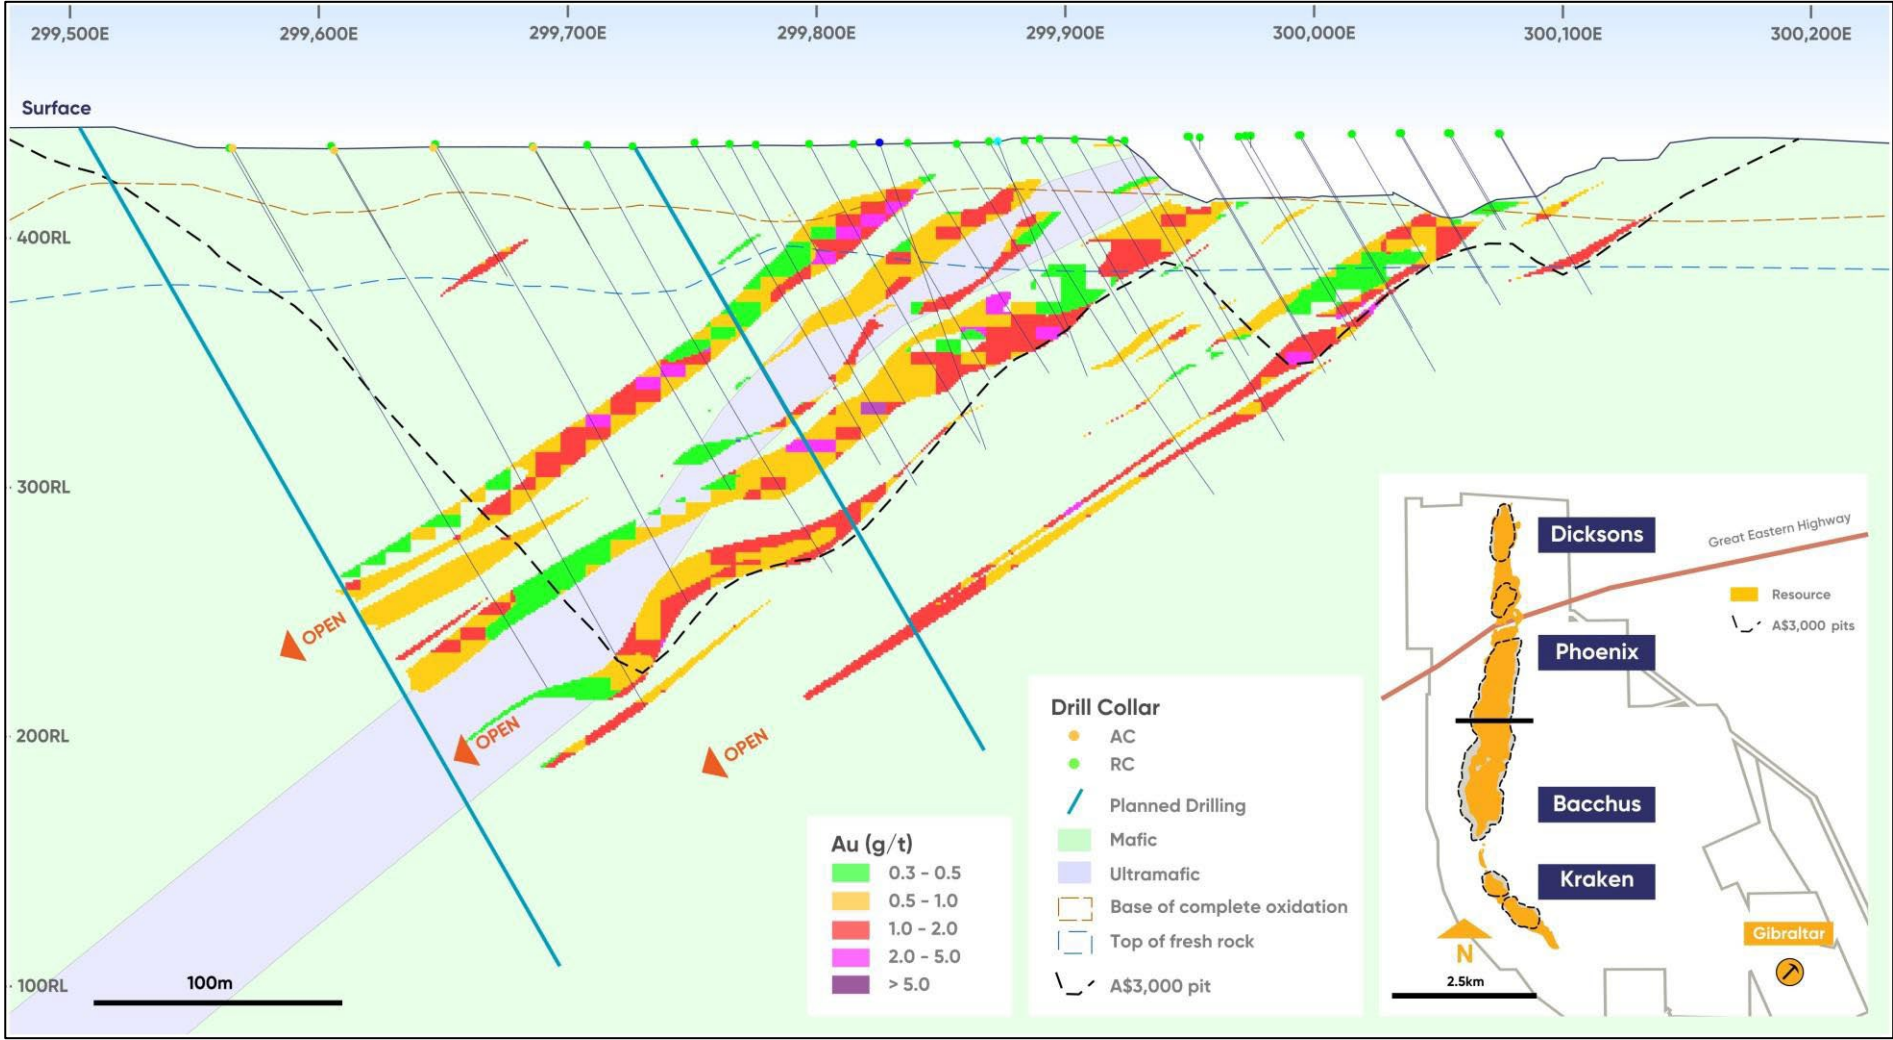 299,500E
299,600E
299,700E
299,800E
299,900E
300,000E
300,100E
300,200E
Surface
400RL
300RL
200RL
100RL
OPEN
OPEN
OPEN
100m
Au (g/t)
0.3 - 0.5
0.5 - 1.0
1.0 - 2.0
2.0 - 5.0
> 5.0
Drill Collar
AC
RC
Planned Drilling
Mafic
Ultramafic
Base of complete oxidation
Top of fresh rock
A$3,000 pit
Dicksons
Great Eastern Highway
Resource
A$3,000 pits
Phoenix
Bacchus
Kraken
Gibraltar
N
2.5km